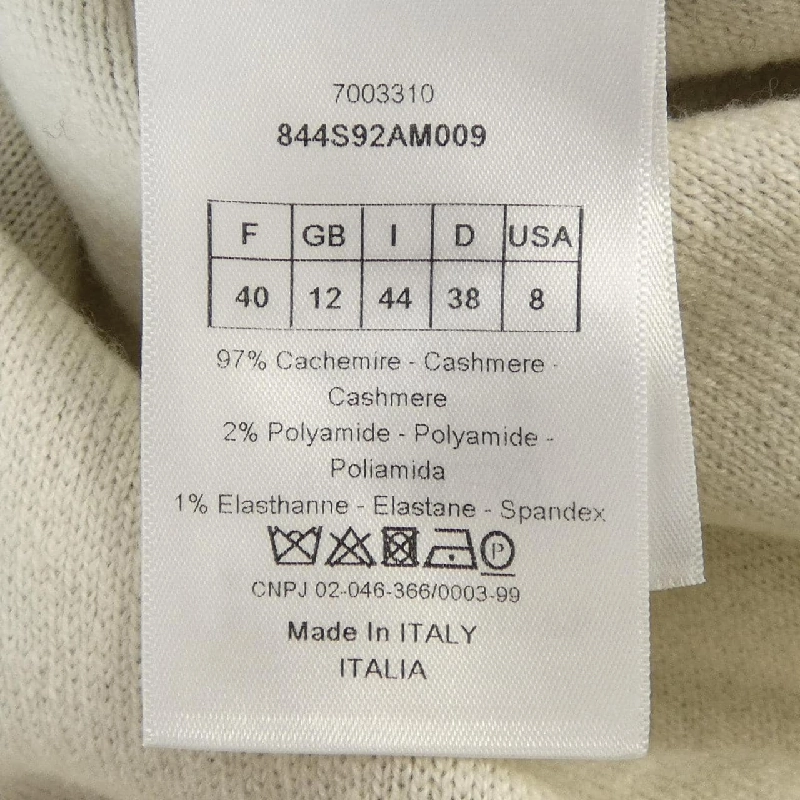 7003310
844S92AM009
F GB I D USA
40 12 44 38 8
97% Cachemire - Cashmere -
Cashmere
2% Polyamide - Polyamide -
Poliamida
1% Elasthanne - Elastane - Spandex
P
CNPJ 02-046-366/0003-99
Made In ITALY
ITALIA